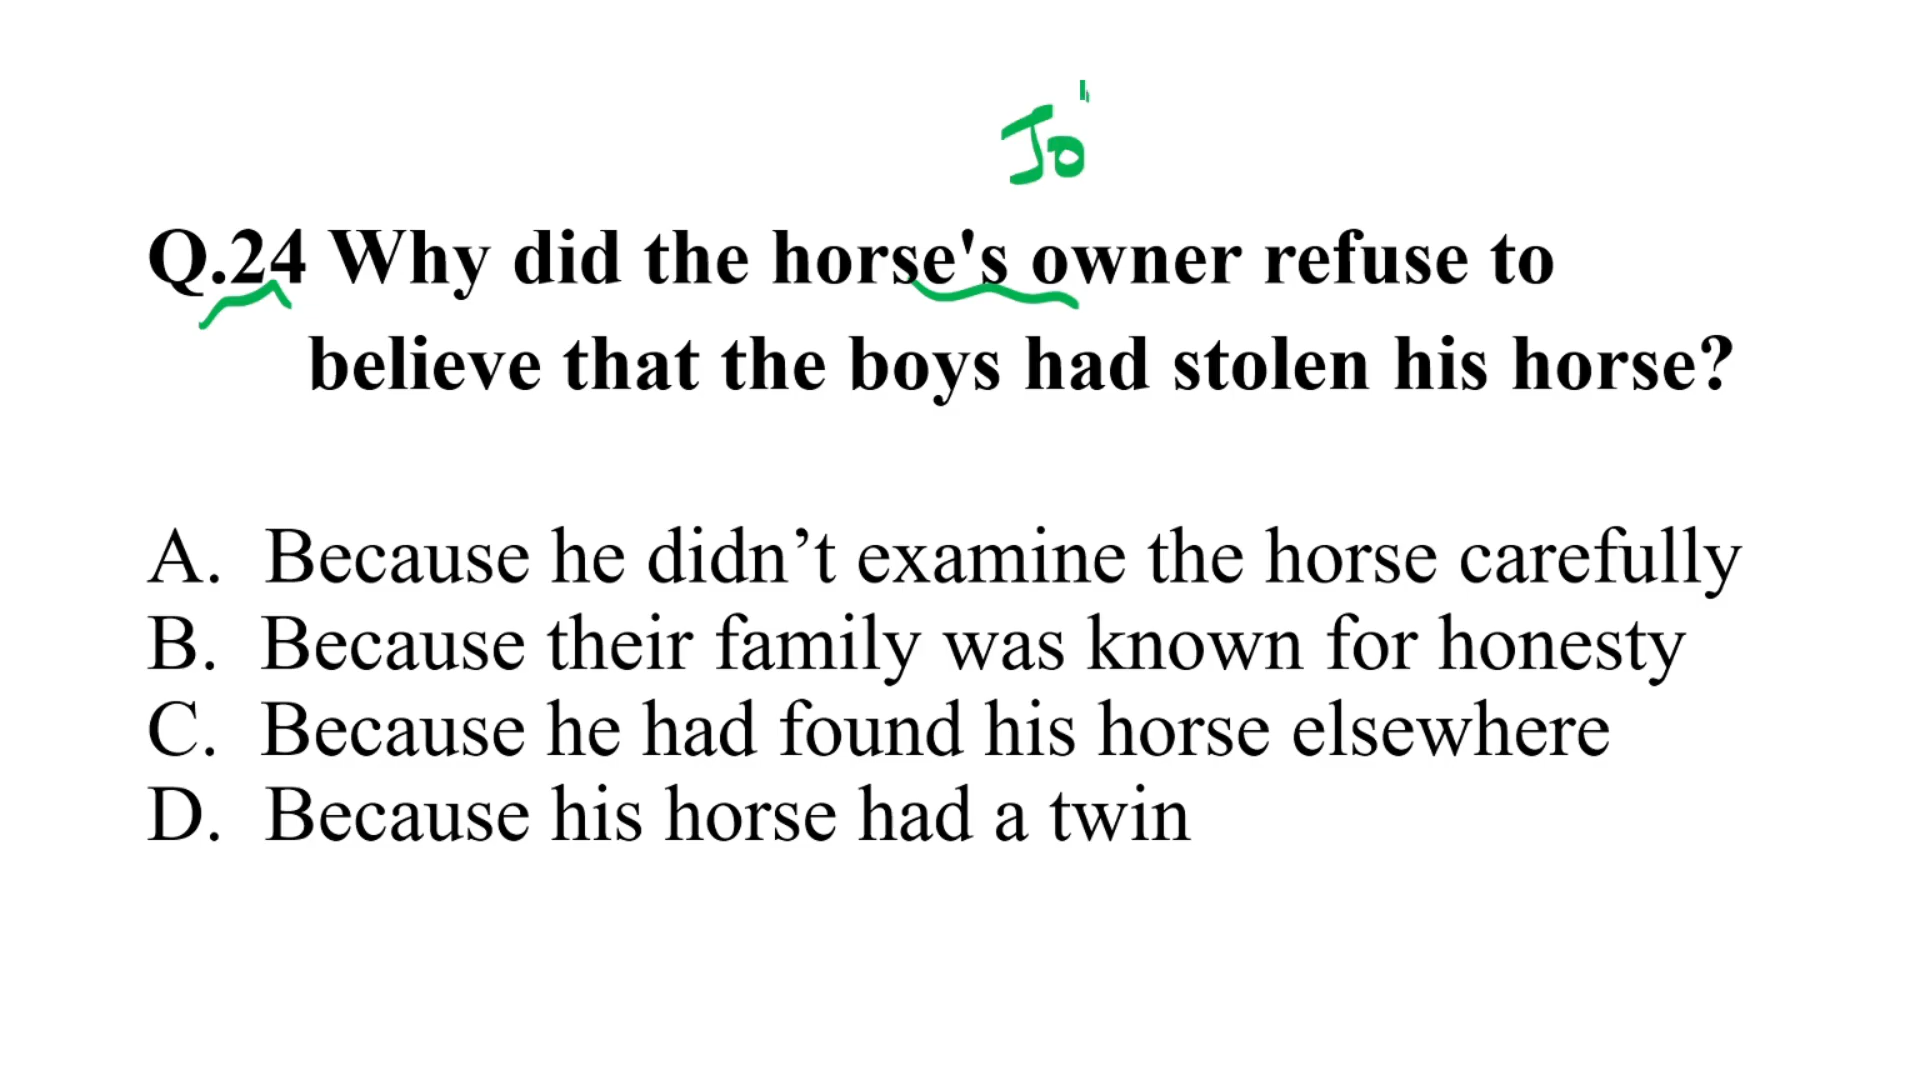 Jo
Q.24 Why did the horse's owner refuse to
believe that the boys had stolen his horse?
A. Because he didn’t examine the horse carefully
B. Because their family was known for honesty
C. Because he had found his horse elsewhere
D. Because his horse had a twin